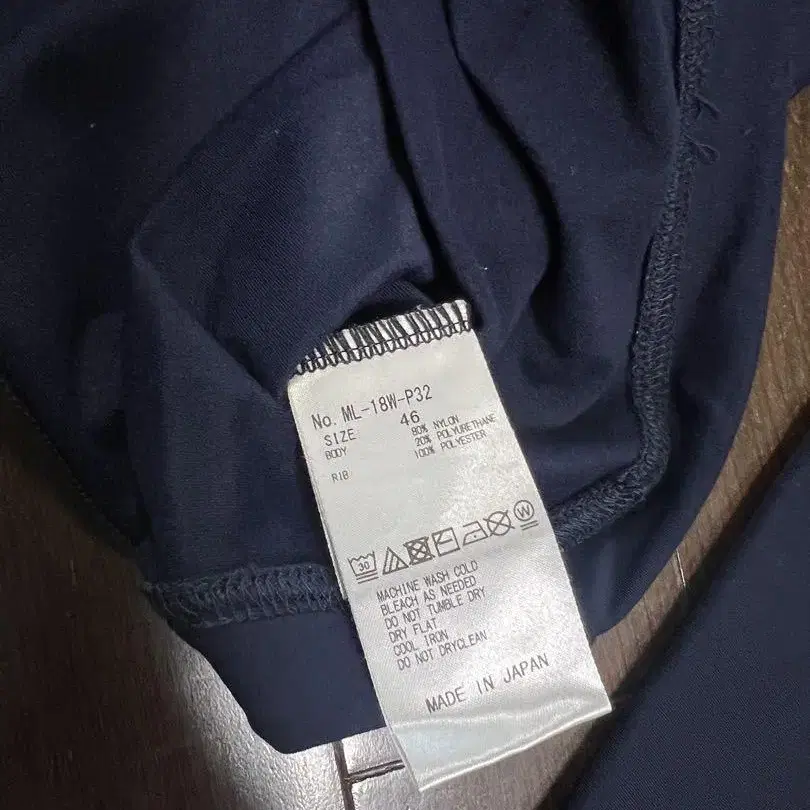 No. ML-18W-P32
SIZE 46
BODY 80% NYLON
20% POLYURETHANE
RIB 100% POLYESTER
30 W
MACHINE WASH COLD
BLEACH AS NEEDED
DO NOT TUMBLE DRY
DRY FLAT
COOL IRON
DO NOT DRYCLEAN
MADE IN JAPAN